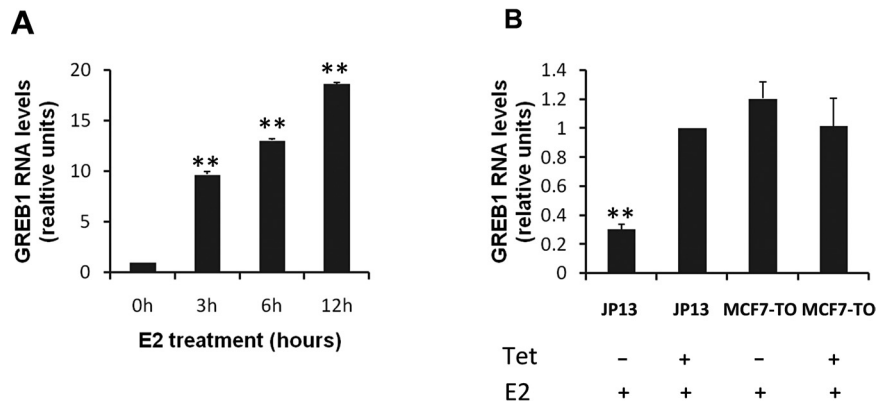 A
GREB1 RNA levels
(realtive units)
20
15
10
5
0
**
**
**
0h 3h 6h 12h
E2 treatment (hours)
B
GREB1 RNA levels
(relative units)
1.4
1.2
1
0.8
0.6
0.4
0.2
0
**
JP13 JP13 MCF7-TO MCF7-TO
Tet – + – +
E2 + + + +